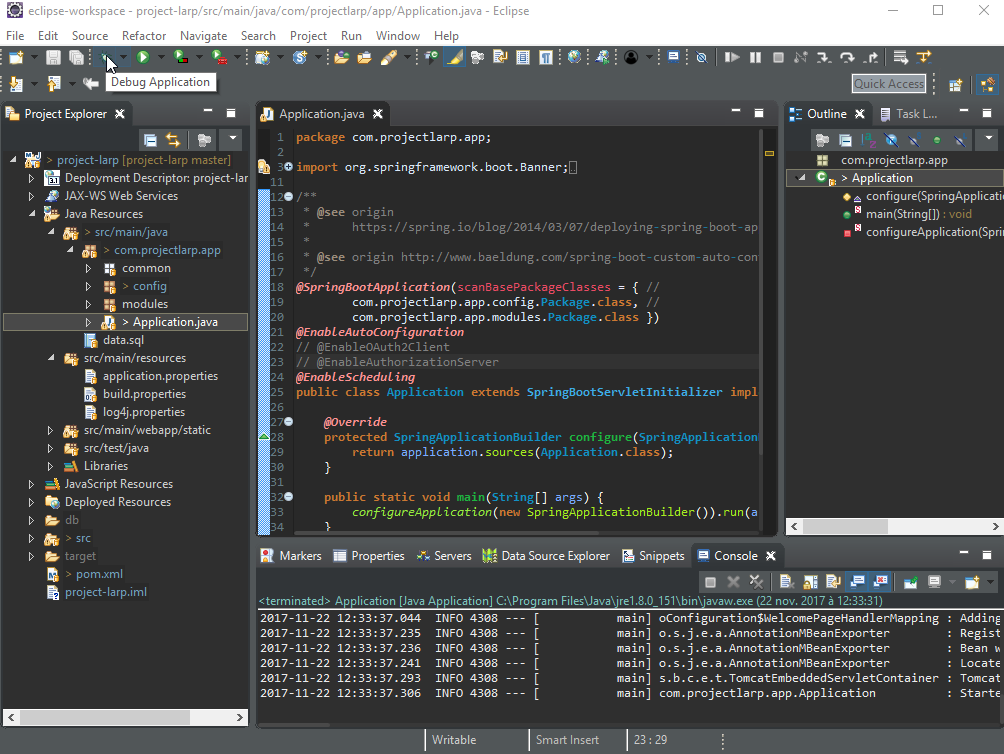 eclipse-workspace - project-larp/src/main/java/com/projectlarp/app/Application.java - Eclipse
File Edit Source Refactor Navigate Search Project Run Window Help
Debug Application
Quick Access
Project Explorer
> project-larp [project-larp master]
Deployment Descriptor: project-lar
JAX-WS Web Services
Java Resources
> src/main/java
> com.projectlarp.app
common
> config
modules
> Application.java
data.sql
src/main/resources
application.properties
build.properties
log4j.properties
src/main/webapp/static
src/test/java
Libraries
JavaScript Resources
Deployed Resources
db
> src
target
> pom.xml
project-larp.iml
Application.java
1 package com.projectlarp.app;
2
3 import org.springframework.boot.Banner;
11
12 /**
13 * @see origin
14 * https://spring.io/blog/2014/03/07/deploying-spring-boot-ap
15 *
16 * @see origin http://www.baeldung.com/spring-boot-custom-auto-con
17 */
18 @SpringBootApplication(scanBasePackageClasses = { //
19 com.projectlarp.app.config.Package.class, //
20 com.projectlarp.app.modules.Package.class })
21 @EnableAutoConfiguration
22 // @EnableOAuth2Client
23 // @EnableAuthorizationServer
24 @EnableScheduling
25 public class Application extends SpringBootServletInitializer impl
26
27 @Override
28 protected SpringApplicationBuilder configure(SpringApplication
29 return application.sources(Application.class);
30 }
31
32 public static void main(String[] args) {
33 configureApplication(new SpringApplicationBuilder()).run(a
34 }
Outline Task L...
com.projectlarp.app
> Application
configure(SpringApplicatio
main(String[]) : void
configureApplication(Spri
Markers Properties Servers Data Source Explorer Snippets Console
<terminated> Application [Java Application] C:\Program Files\Java\jre1.8.0_151\bin\javaw.exe (22 nov. 2017 à 12:33:31)
2017-11-22 12:33:37.044 INFO 4308 --- [ main] oConfiguration$WelcomePageHandlerMapping : Adding
2017-11-22 12:33:37.235 INFO 4308 --- [ main] o.s.j.e.a.AnnotationMBeanExporter : Regist
2017-11-22 12:33:37.236 INFO 4308 --- [ main] o.s.j.e.a.AnnotationMBeanExporter : Bean w
2017-11-22 12:33:37.241 INFO 4308 --- [ main] o.s.j.e.a.AnnotationMBeanExporter : Locate
2017-11-22 12:33:37.293 INFO 4308 --- [ main] s.b.c.e.t.TomcatEmbeddedServletContainer : Tomcat
2017-11-22 12:33:37.306 INFO 4308 --- [ main] com.projectlarp.app.Application : Starte
Writable Smart Insert 23 : 29